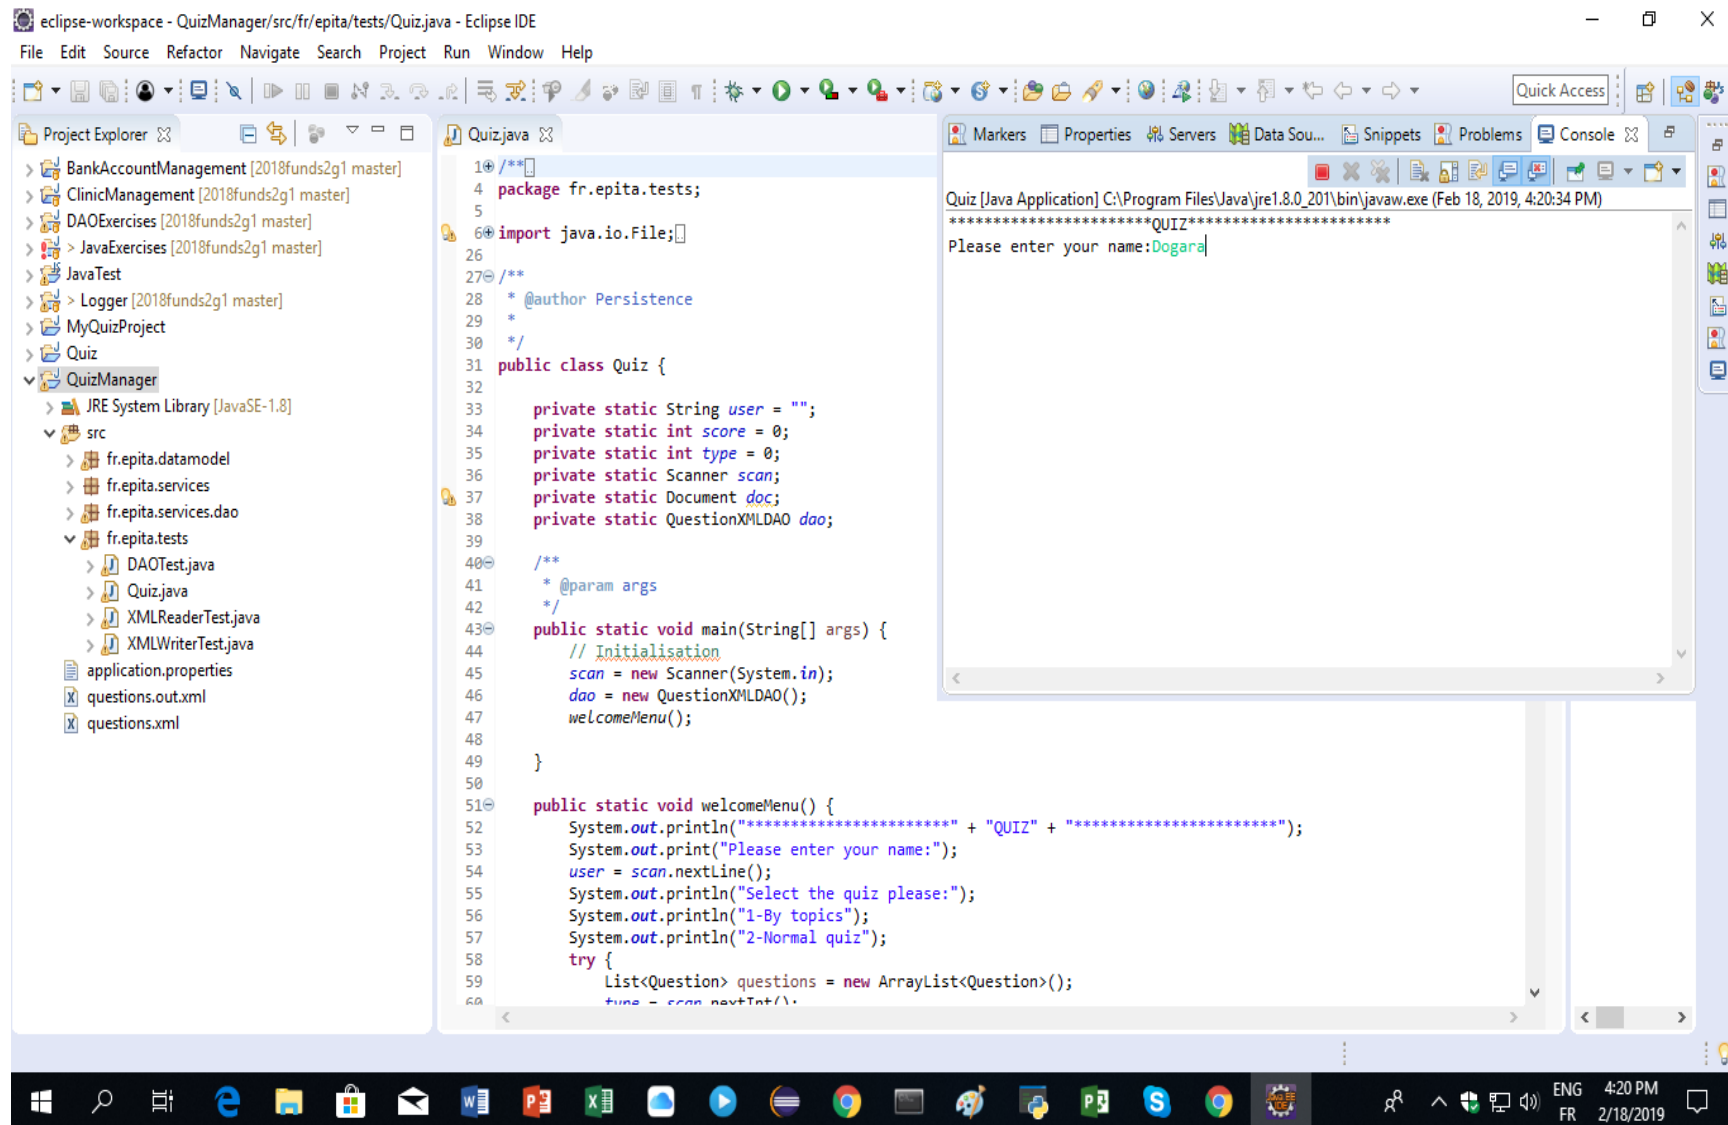 eclipse-workspace - QuizManager/src/fr/epita/tests/Quiz.java - Eclipse IDE
File Edit Source Refactor Navigate Search Project Run Window Help
Quick Access
Project Explorer
BankAccountManagement [2018funds2g1 master]
ClinicManagement [2018funds2g1 master]
DAOExercises [2018funds2g1 master]
> JavaExercises [2018funds2g1 master]
JavaTest
> Logger [2018funds2g1 master]
MyQuizProject
Quiz
QuizManager
JRE System Library [JavaSE-1.8]
src
fr.epita.datamodel
fr.epita.services
fr.epita.services.dao
fr.epita.tests
DAOTest.java
Quiz.java
XMLReaderTest.java
XMLWriterTest.java
application.properties
questions.out.xml
questions.xml
Quiz.java
1 /**
4 package fr.epita.tests;
5
6 import java.io.File;
26
27 /**
28 * @author Persistence
29 *
30 */
31 public class Quiz {
32
33 private static String user = "";
34 private static int score = 0;
35 private static int type = 0;
36 private static Scanner scan;
37 private static Document doc;
38 private static QuestionXMLDAO dao;
39
40 /**
41 * @param args
42 */
43 public static void main(String[] args) {
44 // Initialisation
45 scan = new Scanner(System.in);
46 dao = new QuestionXMLDAO();
47 welcomeMenu();
48
49 }
50
51 public static void welcomeMenu() {
52 System.out.println("***********************" + "QUIZ" + "***********************");
53 System.out.print("Please enter your name:");
54 user = scan.nextLine();
55 System.out.println("Select the quiz please:");
56 System.out.println("1-By topics");
57 System.out.println("2-Normal quiz");
58 try {
59 List<Question> questions = new ArrayList<Question>();
60 type = scan.nextInt();
Markers Properties Servers Data Sou... Snippets Problems Console
Quiz [Java Application] C:\Program Files\Java\jre1.8.0_201\bin\javaw.exe (Feb 18, 2019, 4:20:34 PM)
***********************QUIZ***********************
Please enter your name:Dogara
ENG
FR
4:20 PM
2/18/2019